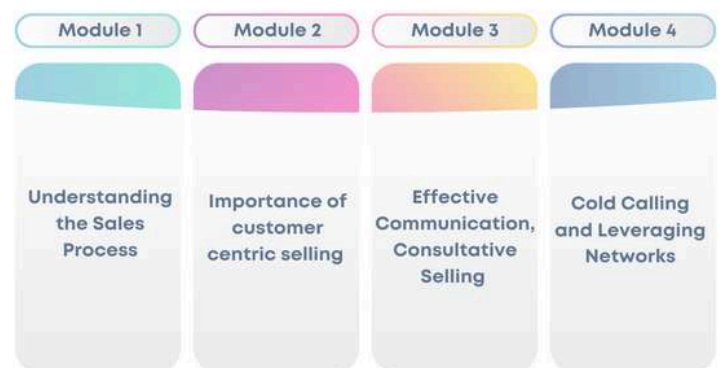 Module 1
Module 2
Module 3
Module 4
Understanding
the Sales
Process
Importance of
customer
centric selling
Effective
Communication,
Consultative
Selling
Cold Calling
and Leveraging
Networks